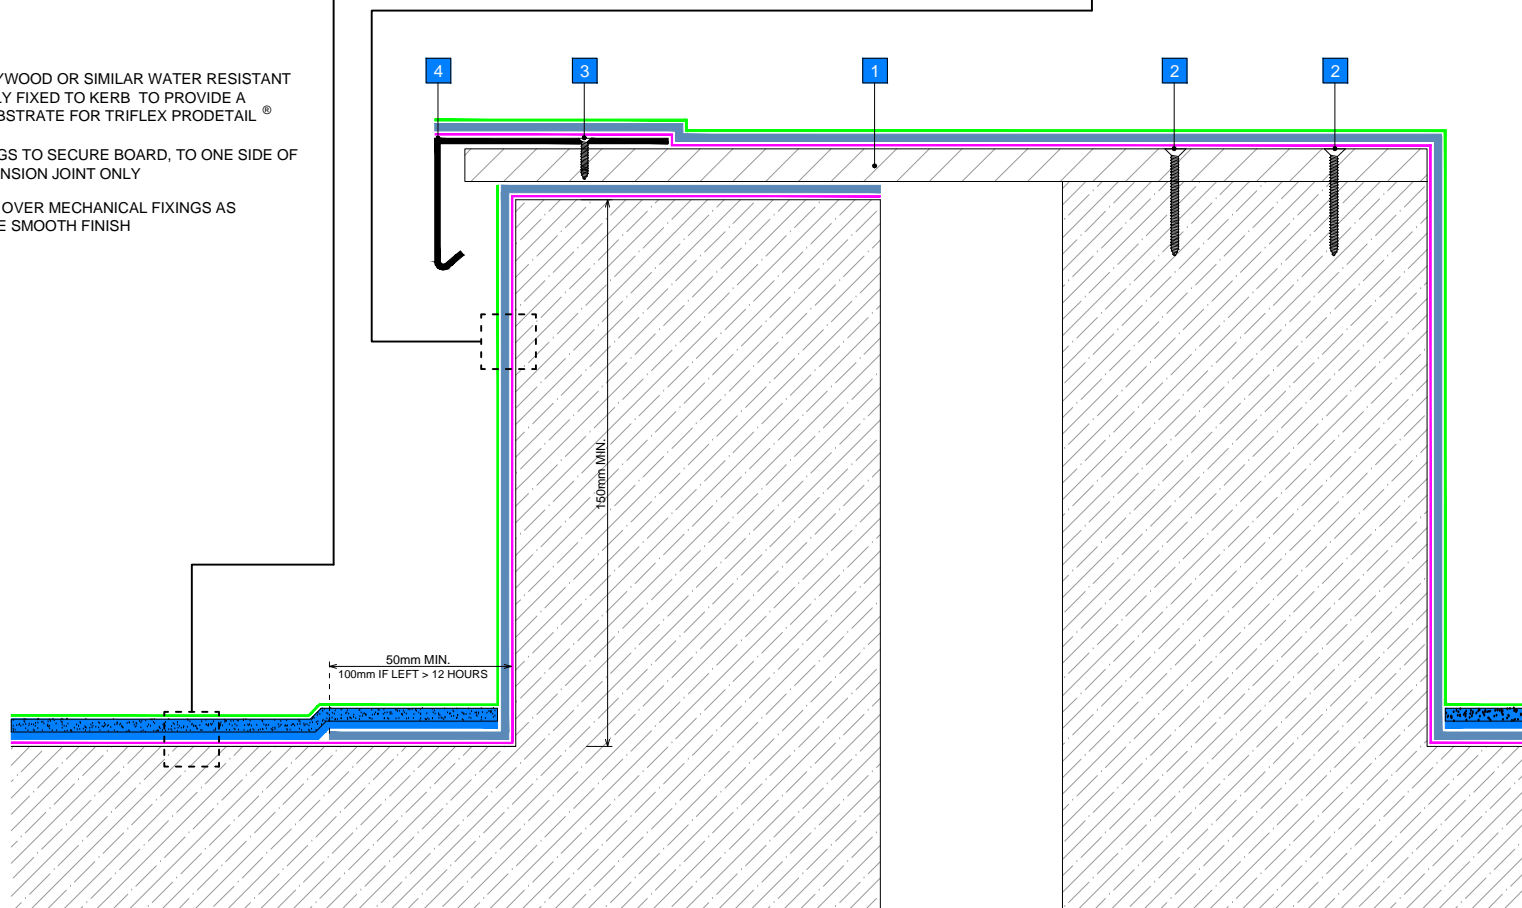 4
3
1
2
2
YWOOD OR SIMILAR WATER RESISTANT
LY FIXED TO KERB TO PROVIDE A
BSTRATE FOR TRIFLEX PRODETAIL ®
GS TO SECURE BOARD, TO ONE SIDE OF
NSION JOINT ONLY
OVER MECHANICAL FIXINGS AS
E SMOOTH FINISH
150mm MIN.
50mm MIN.
100mm IF LEFT > 12 HOURS